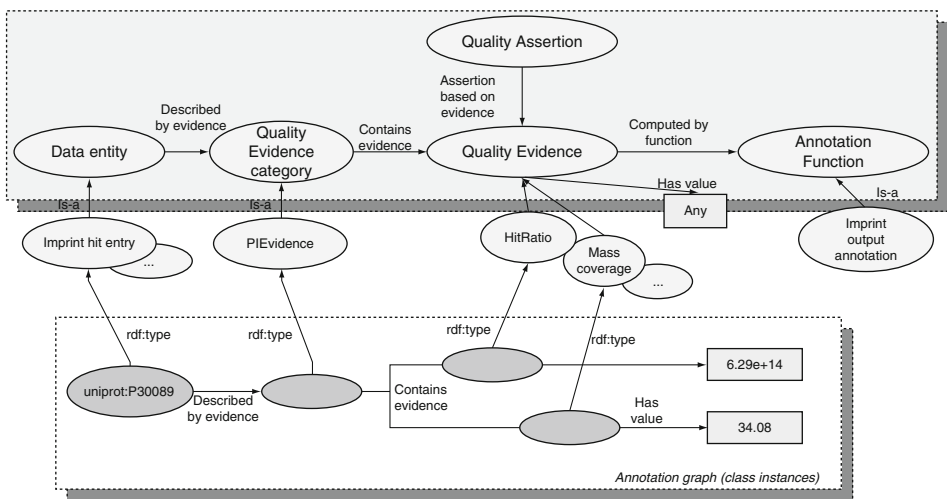 Quality Assertion
Assertion
based on
evidence
Described
by evidence
Contains
evidence
Computed by
function
Data entity
Quality
Evidence
category
Quality Evidence
Annotation
Function
Has value
Is-a
Is-a
Is-a
Any
Imprint hit entry
...
PIEvidence
HitRatio
Mass
coverage
...
Imprint
output
annotation
rdf:type
rdf:type
rdf:type
rdf:type
uniprot:P30089
Described
by evidence
Contains
evidence
6.29e+14
Has
value
34.08
Annotation graph (class instances)